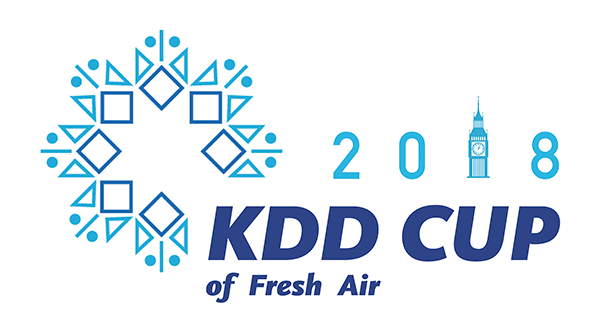 2018
KDD CUP
of Fresh Air